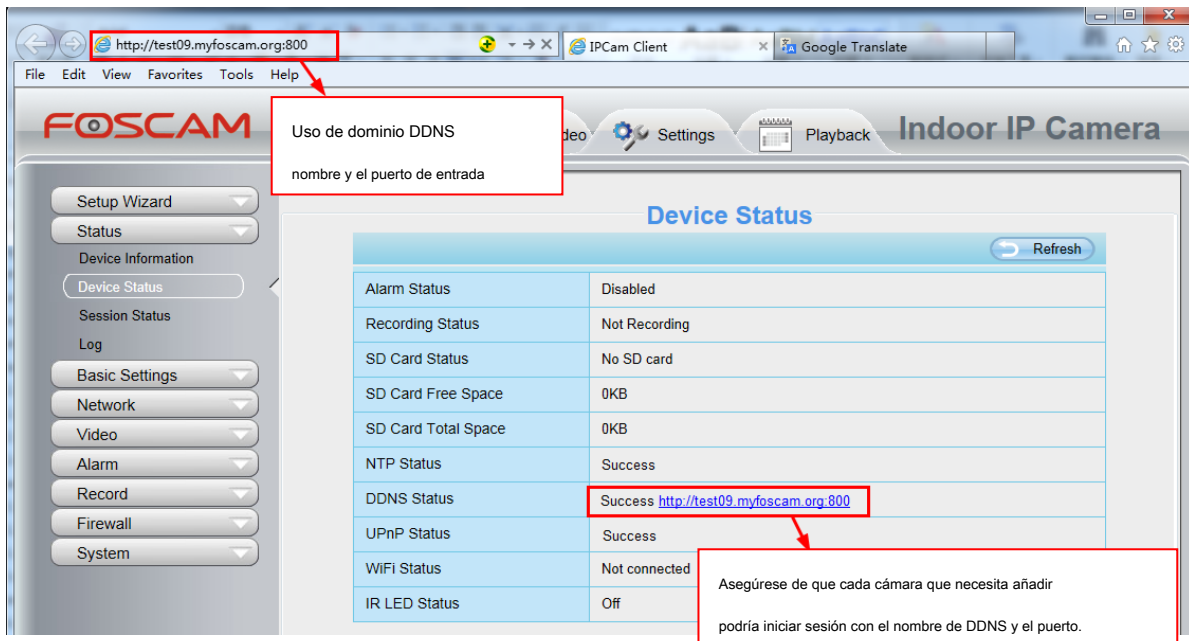 http://test09.myfoscam.org:800
IPCam Client
Google Translate
File Edit View Favorites Tools Help
FOSCAM
Uso de dominio DDNS
nombre y el puerto de entrada
deo
Settings
Playback
Indoor IP Camera
Setup Wizard
Status
Device Information
Device Status
Session Status
Log
Basic Settings
Network
Video
Alarm
Record
Firewall
System
Device Status
Refresh
Alarm Status Disabled
Recording Status Not Recording
SD Card Status No SD card
SD Card Free Space 0KB
SD Card Total Space 0KB
NTP Status Success
DDNS Status Success http://test09.myfoscam.org:800
UPnP Status Success
WiFi Status Not connected
IR LED Status Off
Asegúrese de que cada cámara que necesita añadir
podría iniciar sesión con el nombre de DDNS y el puerto.